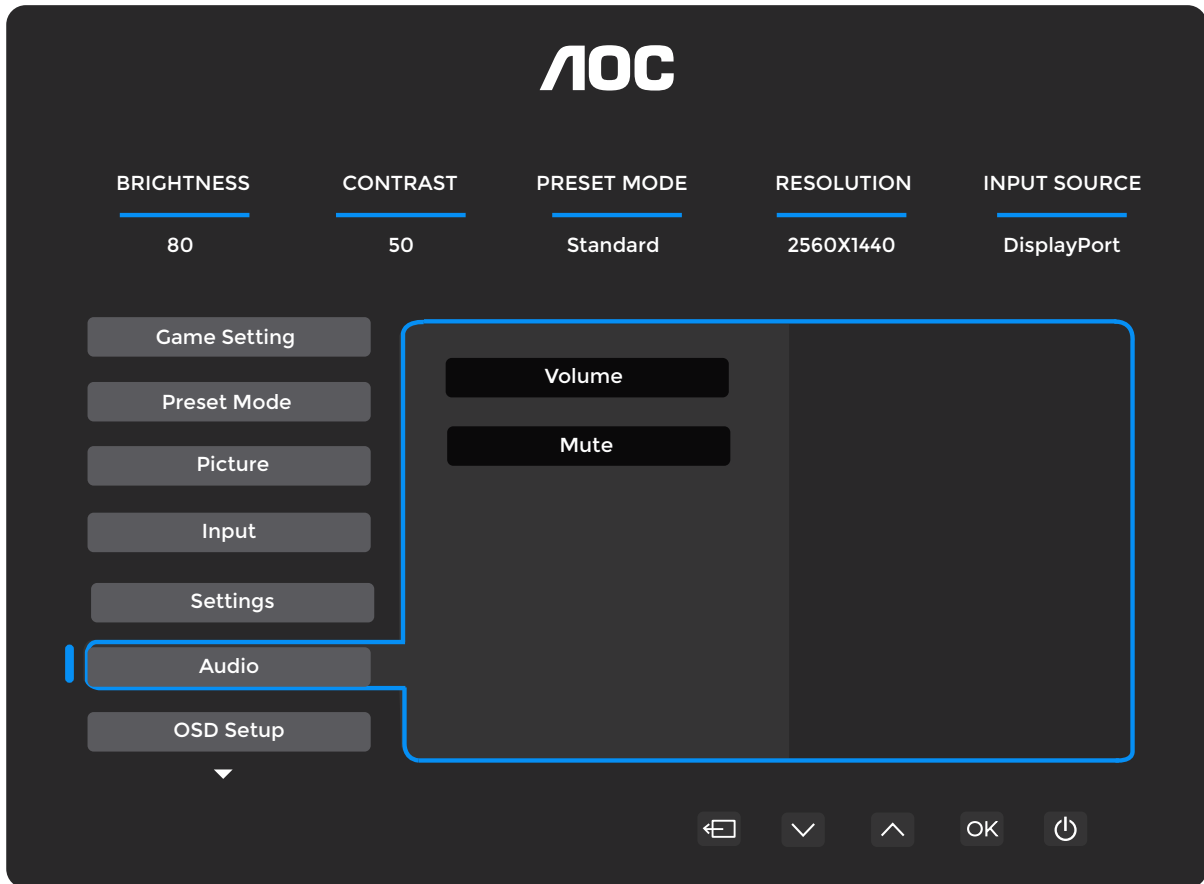 AOC
BRIGHTNESS CONTRAST PRESET MODE RESOLUTION INPUT SOURCE
80 50 Standard 2560X1440 DisplayPort
Game Setting
Preset Mode
Picture
Input
Settings
Audio
OSD Setup
Volume
Mute
OK